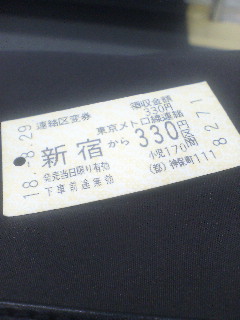 18.-8.29
連絡区変券
領収金額
330円
東京メトロ線連絡
新宿から330円区間
小児170円
発売当日限り有効
下車前途無効
(都)神保町111
8271